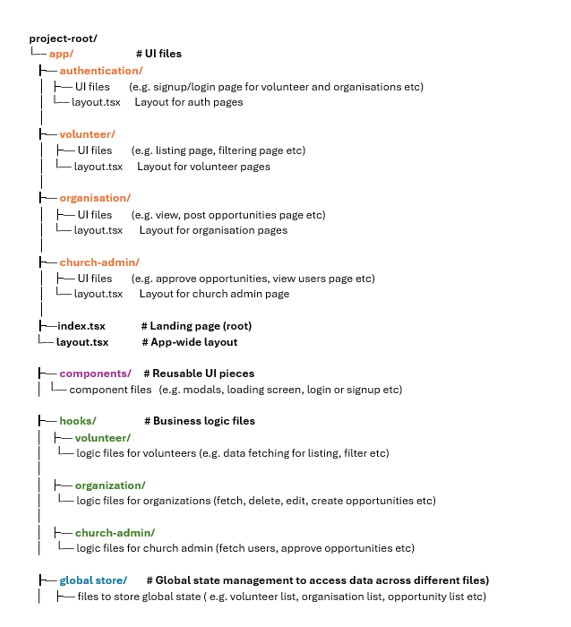 project-root/
└── app/ # UI files
├── authentication/
│ ├── UI files (e.g. signup/login page for volunteer and organisations etc)
│ └── layout.tsx Layout for auth pages
│
├── volunteer/
│ ├── UI files (e.g. listing page, filtering page etc)
│ └── layout.tsx Layout for volunteer pages
│
├── organisation/
│ ├── UI files (e.g. view, post opportunities page etc)
│ └── layout.tsx Layout for organisation pages
│
├── church-admin/
│ ├── UI files (e.g. approve opportunities, view users page etc)
│ └── layout.tsx Layout for church admin page
│
├──index.tsx # Landing page (root)
└── layout.tsx # App-wide layout
├── components/ # Reusable UI pieces
│ └── component files (e.g. modals, loading screen, login or signup etc)
├── hooks/ # Business logic files
│ ├── volunteer/
│ └── logic files for volunteers (e.g. data fetching for listing, filter etc)
│
│ ├── organization/
│ └── logic files for organizations (fetch, delete, edit, create opportunities etc)
│
│ ├── church-admin/
│ └── logic files for church admin (fetch users, approve opportunities etc)
├── global store/ # Global state management to access data across different files)
│ ├── files to store global state ( e.g. volunteer list, organisation list, opportunity list etc)